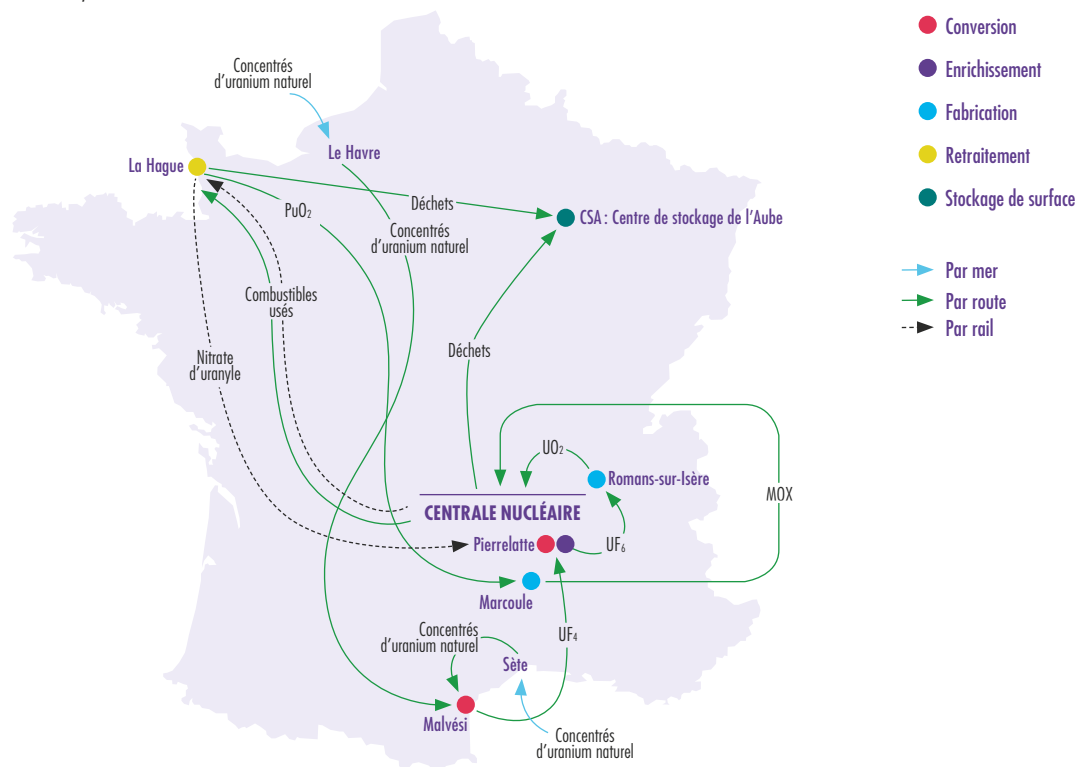 Concentrés
d'uranium naturel
La Hague
Le Havre
PuO₂
Déchets
CSA : Centre de stockage de l'Aube
Concentrés
d'uranium naturel
Combustibles
usés
Nitrate
d'uranyle
Déchets
UO₂
Romans-sur-Isère
MOX
CENTRALE NUCLÉAIRE
Pierrelatte
UF₆
Marcoule
UF₄
Concentrés
d'uranium naturel
Sète
Malvési
Concentrés
d'uranium naturel
Conversion
Enrichissement
Fabrication
Retraitement
Stockage de surface
Par mer
Par route
Par rail